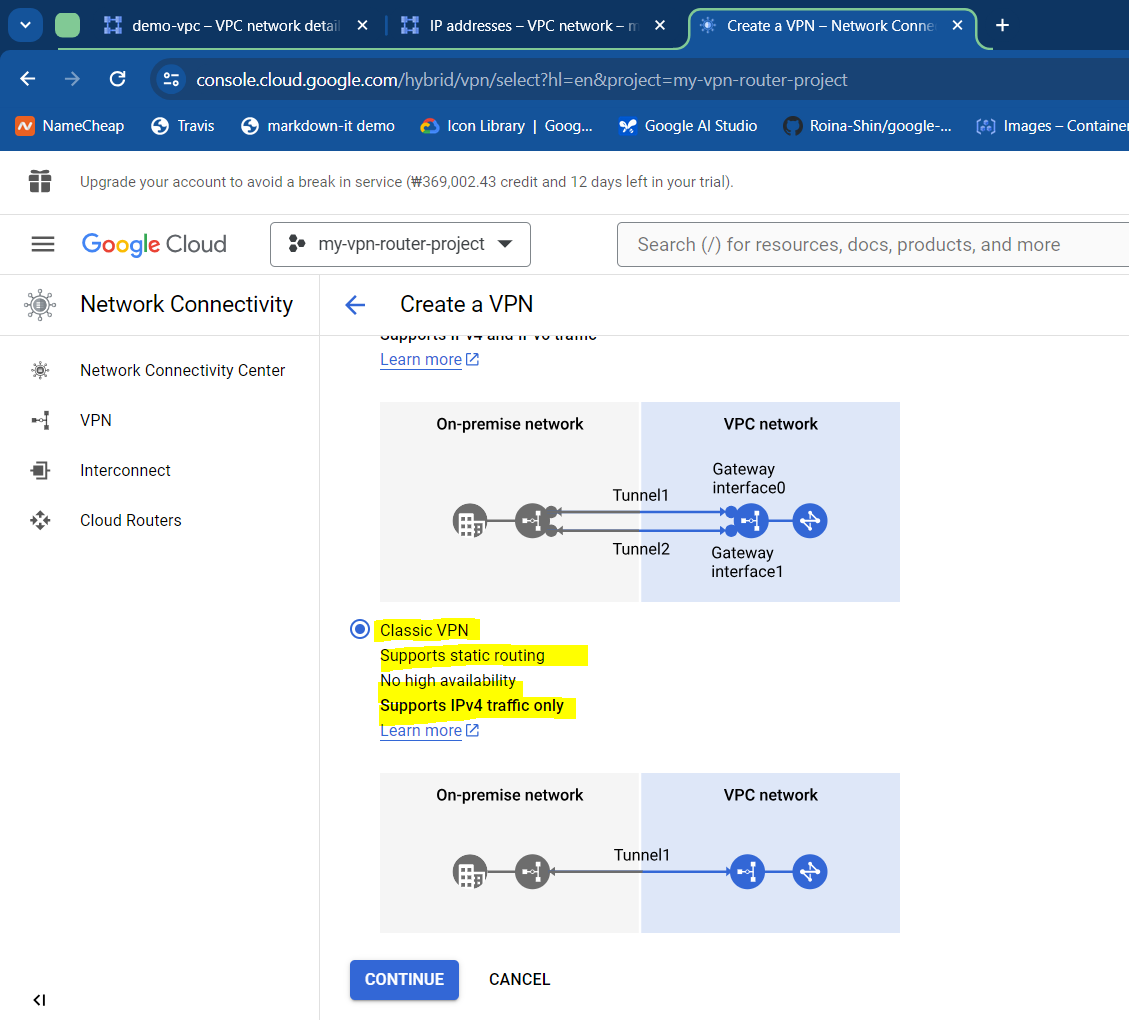 demo-vpc – VPC network detail
IP addresses – VPC network – m
Create a VPN – Network Conne
console.cloud.google.com/hybrid/vpn/select?hl=en&project=my-vpn-router-project
NameCheap
Travis
markdown-it demo
Icon Library | Goog...
Google AI Studio
Roina-Shin/google-...
Images – Container
Upgrade your account to avoid a break in service (₩369,002.43 credit and 12 days left in your trial).
Google Cloud
my-vpn-router-project
Search (/) for resources, docs, products, and more
Network Connectivity
Create a VPN
Network Connectivity Center
VPN
Interconnect
Cloud Routers
Supports IPv4 and IPv6 traffic
Learn more
On-premise network
VPC network
Gateway
interface0
Tunnel1
Tunnel2
Gateway
interface1
Classic VPN
Supports static routing
No high availability
Supports IPv4 traffic only
Learn more
On-premise network
VPC network
Tunnel1
CONTINUE
CANCEL